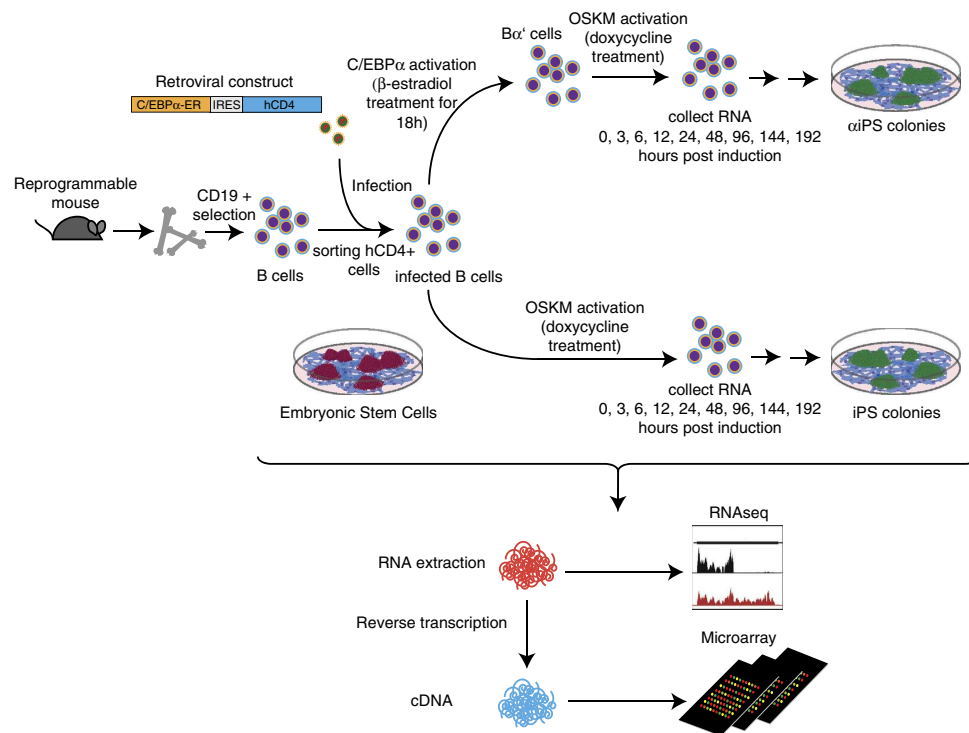 Retroviral construct
C/EBPα-ER IRES hCD4
C/EBPα activation
(β-estradiol
treatment for
18h)
Bα‘ cells
OSKM activation
(doxycycline
treatment)
collect RNA
0, 3, 6, 12, 24, 48, 96, 144, 192
hours post induction
αiPS colonies
Reprogrammable
mouse
CD19 +
selection
B cells
Infection
sorting hCD4+
cells
infected B cells
OSKM activation
(doxycycline
treatment)
collect RNA
0, 3, 6, 12, 24, 48, 96, 144, 192
hours post induction
iPS colonies
Embryonic Stem Cells
RNA extraction
RNAseq
Reverse transcription
Microarray
cDNA